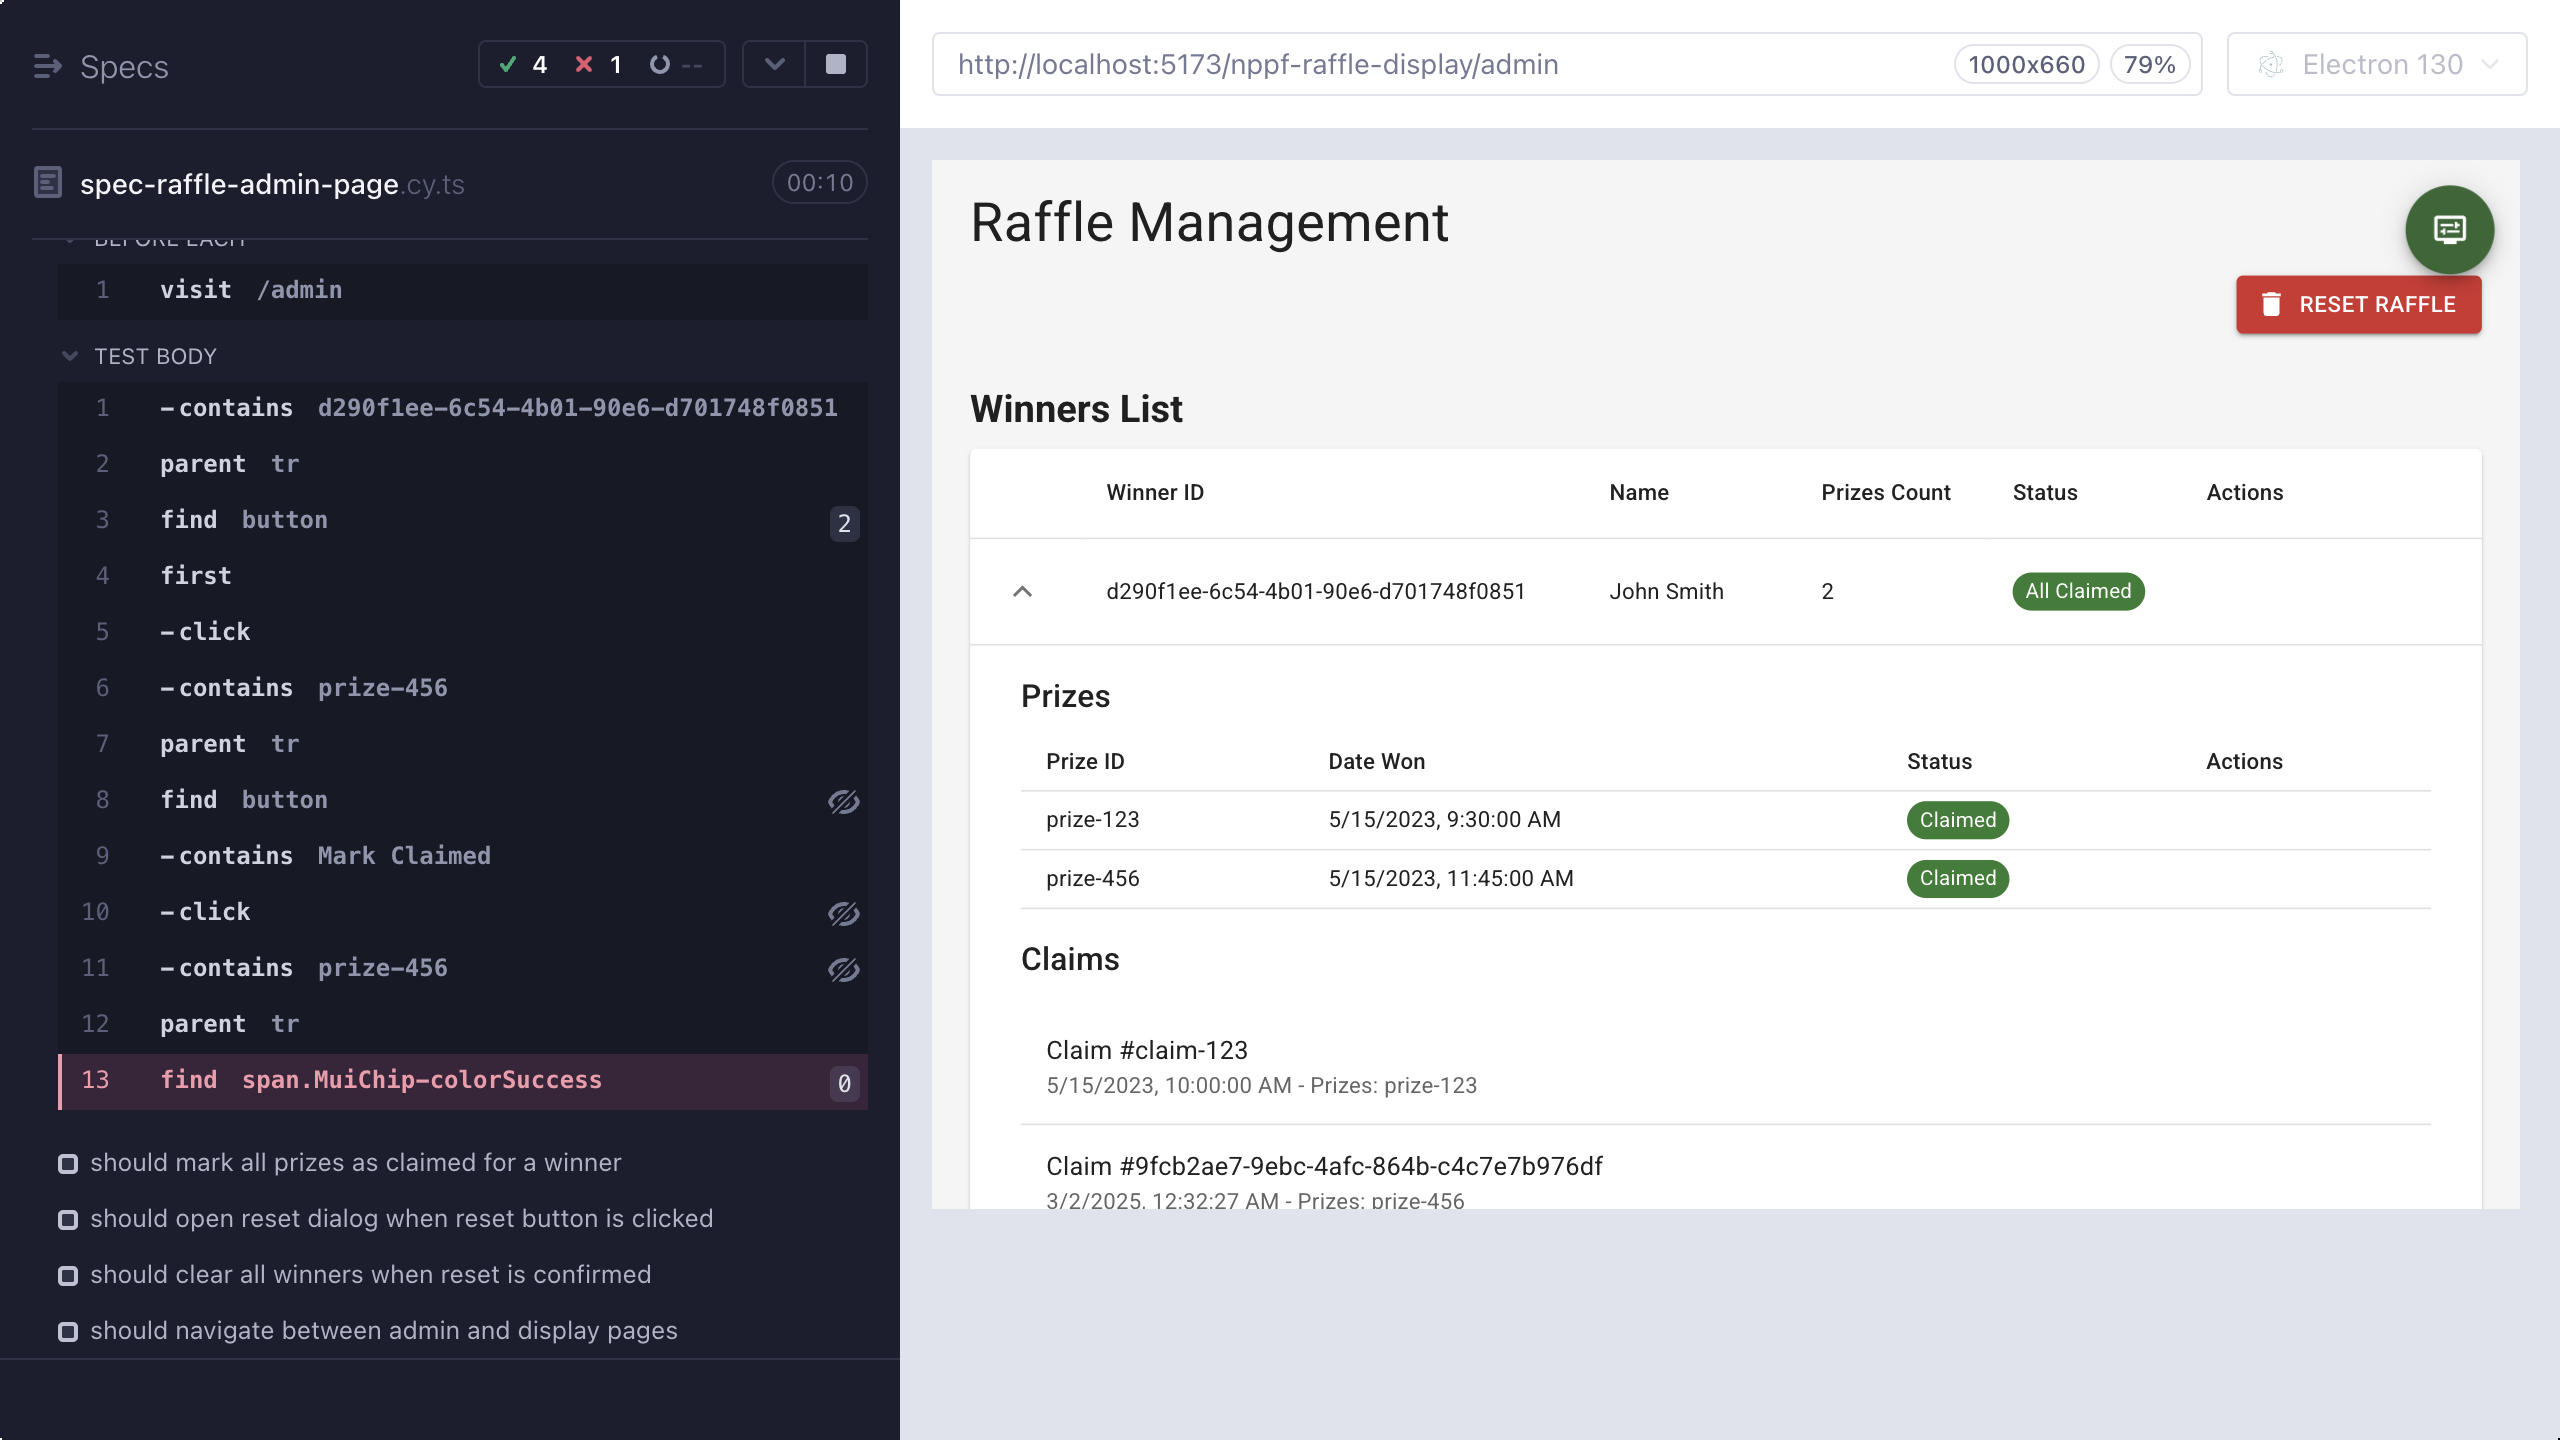 Specs
4 1 --
spec-raffle-admin-page.cy.ts 00:10
BEFORE EACH
1 visit /admin
TEST BODY
1 -contains d290f1ee-6c54-4b01-90e6-d701748f0851
2 parent tr
3 find button 2
4 first
5 -click
6 -contains prize-456
7 parent tr
8 find button
9 -contains Mark Claimed
10 -click
11 -contains prize-456
12 parent tr
13 find span.MuiChip-colorSuccess 0
should mark all prizes as claimed for a winner
should open reset dialog when reset button is clicked
should clear all winners when reset is confirmed
should navigate between admin and display pages
http://localhost:5173/nppf-raffle-display/admin 1000x660 79% Electron 130
Raffle Management
RESET RAFFLE
Winners List
Winner ID Name Prizes Count Status Actions
d290f1ee-6c54-4b01-90e6-d701748f0851 John Smith 2 All Claimed
Prizes
Prize ID Date Won Status Actions
prize-123 5/15/2023, 9:30:00 AM Claimed
prize-456 5/15/2023, 11:45:00 AM Claimed
Claims
Claim #claim-123
5/15/2023, 10:00:00 AM - Prizes: prize-123
Claim #9fcb2ae7-9ebc-4afc-864b-c4c7e7b976df
3/2/2025, 12:32:27 AM - Prizes: prize-456